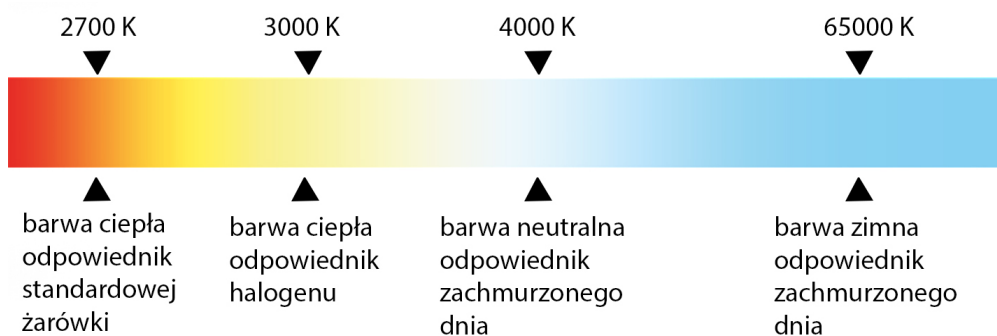 2700 K
3000 K
4000 K
65000 K
barwa ciepła
odpowiednik
standardowej
żarówki
barwa ciepła
odpowiednik
halogenu
barwa neutralna
odpowiednik
zachmurzonego
dnia
barwa zimna
odpowiednik
zachmurzonego
dnia